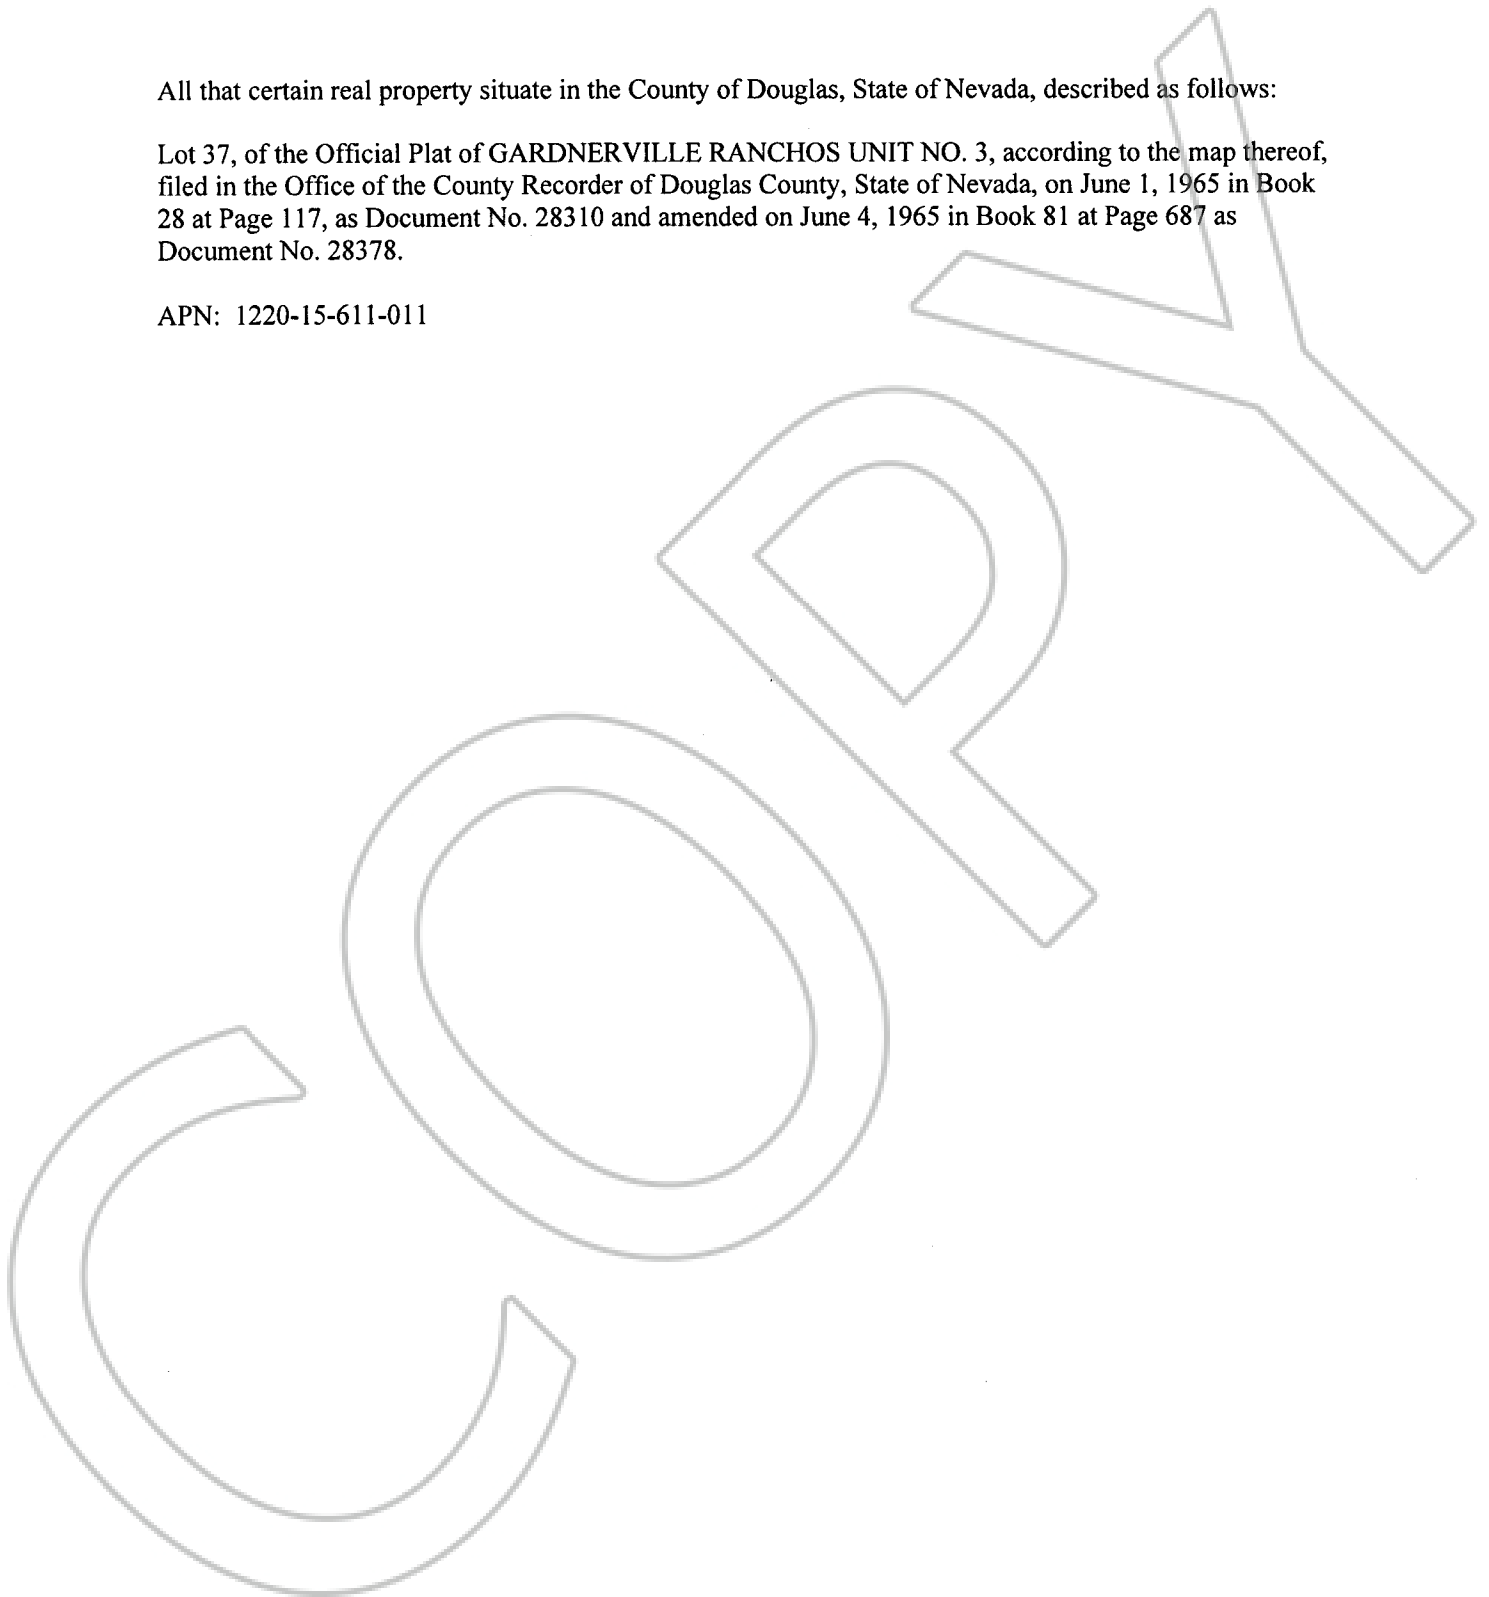 All that certain real property situate in the County of Douglas, State of Nevada, described as follows:
Lot 37, of the Official Plat of GARDNERVILLE RANCHOS UNIT NO. 3, according to the map thereof,
filed in the Office of the County Recorder of Douglas County, State of Nevada, on June 1, 1965 in Book
28 at Page 117, as Document No. 28310 and amended on June 4, 1965 in Book 81 at Page 687 as
Document No. 28378.
APN: 1220-15-611-011
COPY